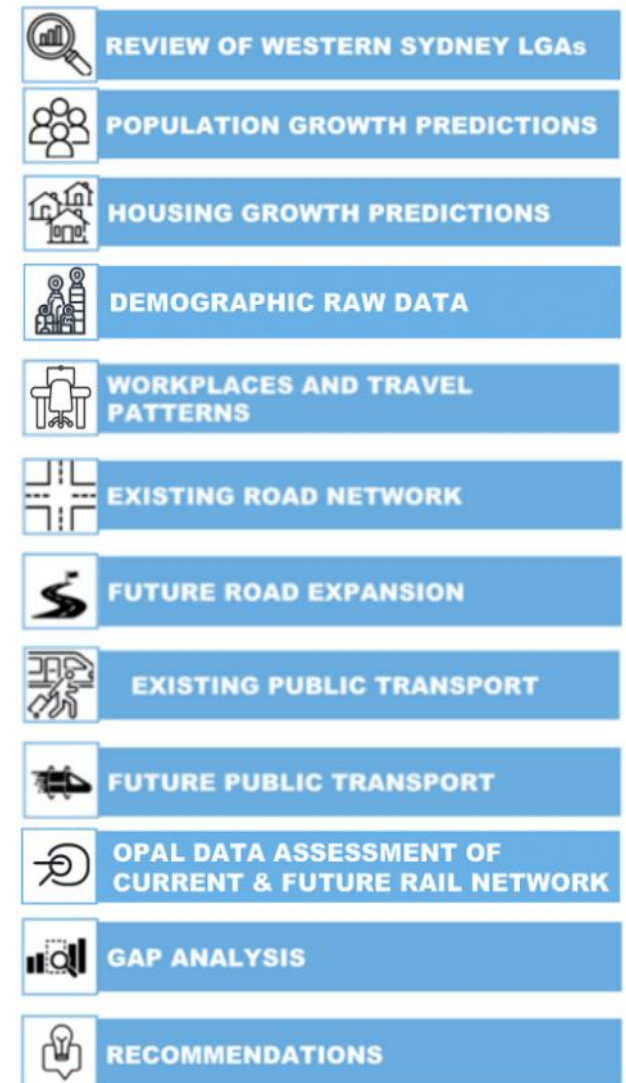 REVIEW OF WESTERN SYDNEY LGAs
POPULATION GROWTH PREDICTIONS
HOUSING GROWTH PREDICTIONS
DEMOGRAPHIC RAW DATA
WORKPLACES AND TRAVEL
PATTERNS
EXISTING ROAD NETWORK
FUTURE ROAD EXPANSION
EXISTING PUBLIC TRANSPORT
FUTURE PUBLIC TRANSPORT
OPAL DATA ASSESSMENT OF
CURRENT & FUTURE RAIL NETWORK
GAP ANALYSIS
RECOMMENDATIONS